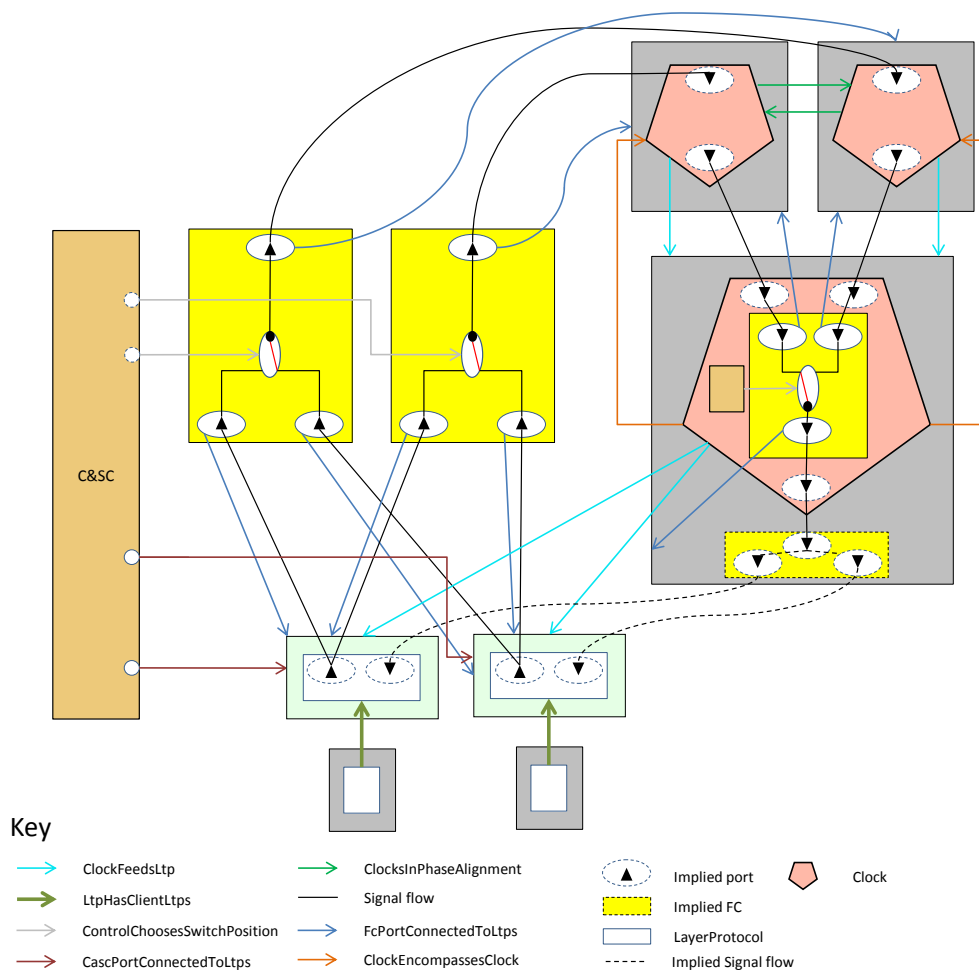 C&SC
Key
ClockFeedsLtp
ClocksInPhaseAlignment
Implied port
Clock
LtpHasClientLtps
Signal flow
Implied FC
ControlChoosesSwitchPosition
FcPortConnectedToLtps
LayerProtocol
CascPortConnectedToLtps
ClockEncompassesClock
Implied Signal flow